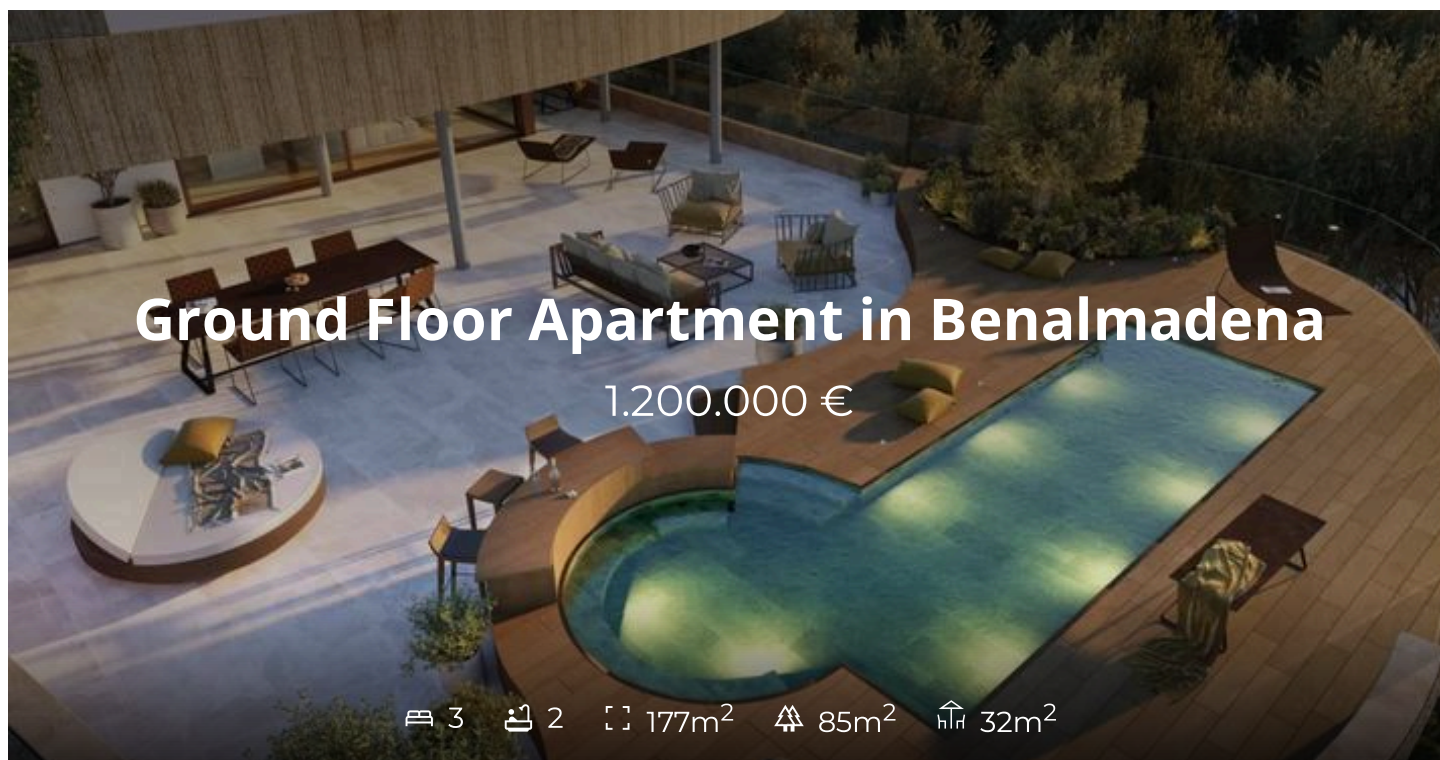 Ground Floor Apartment in Benalmadena
1.200.000 €
3 2 177m² 85m² 32m²